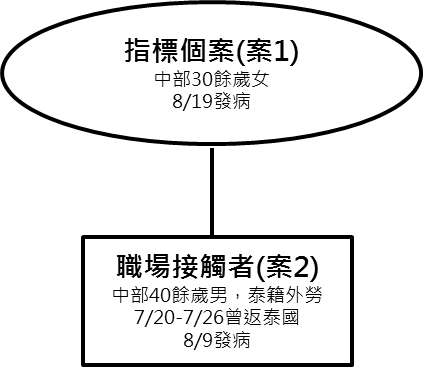 指標個案(案1)
中部30餘歲女
8/19發病
職場接觸者(案2)
中部40餘歲男，泰籍外勞
7/20-7/26曾返泰國
8/9發病